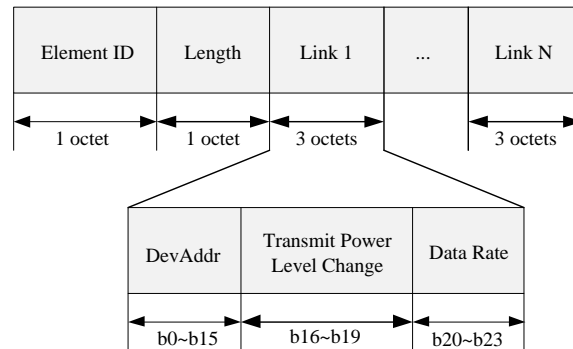 Element ID Length Link 1 ... Link N
1 octet 1 octet 3 octets 3 octets
DevAddr Transmit Power Level Change Data Rate
b0~b15 b16~b19 b20~b23